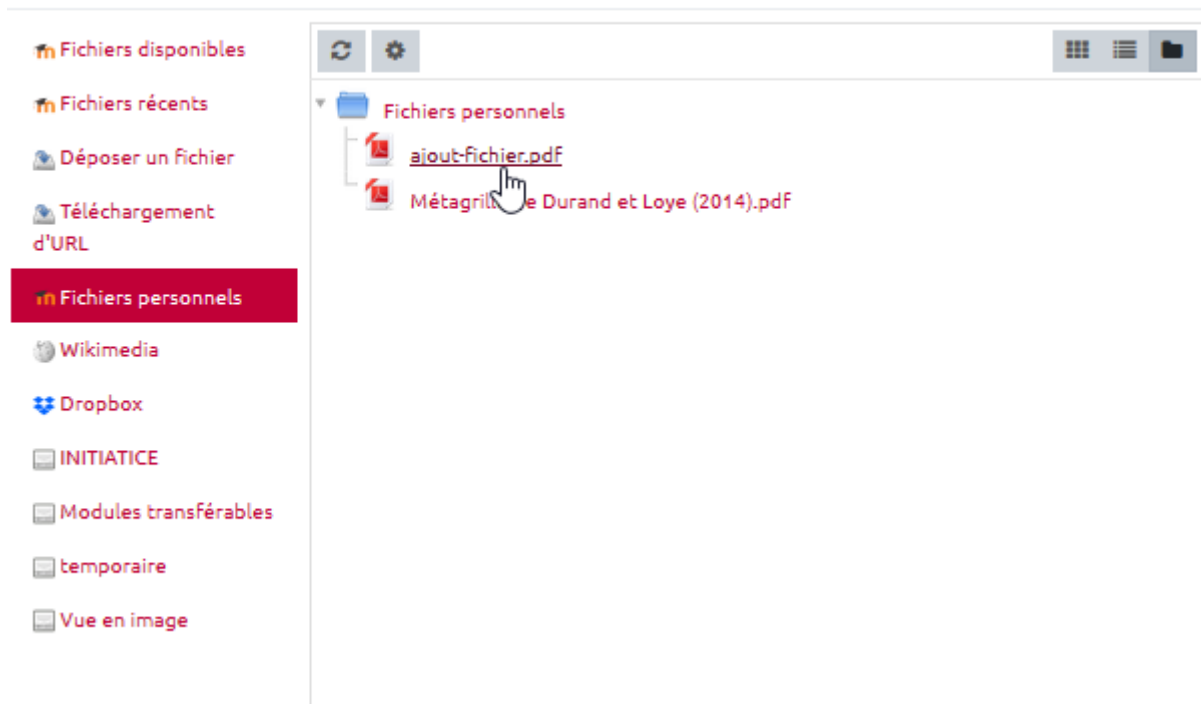 Fichiers disponibles
Fichiers récents
Déposer un fichier
Téléchargement
d'URL
Fichiers personnels
Wikimedia
Dropbox
INITIATICE
Modules transférables
temporaire
Vue en image
Fichiers personnels
ajout-fichier.pdf
Durand et Loye (2014).pdf